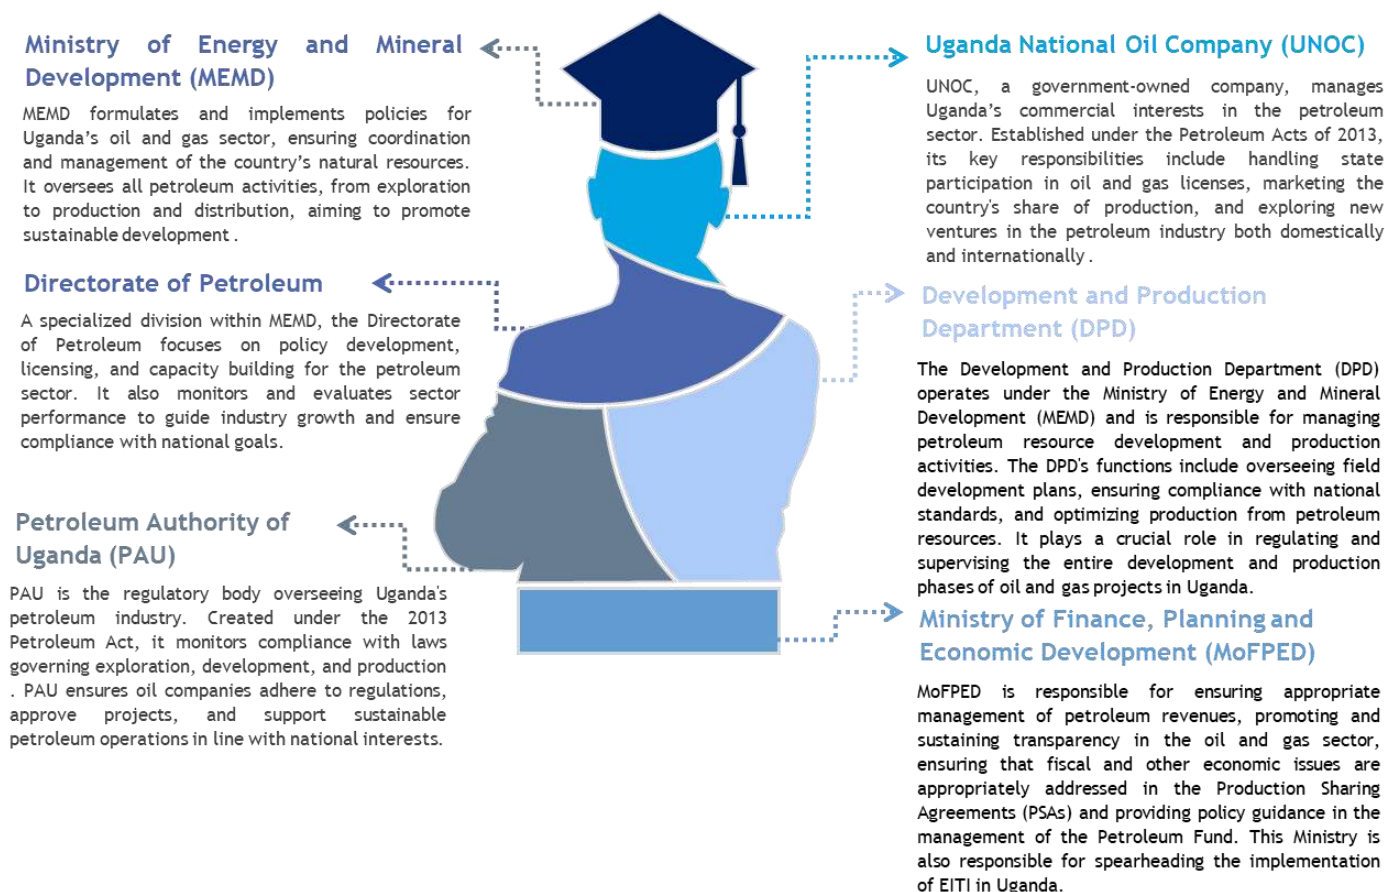 Ministry of Energy and Mineral
Development (MEMD)
MEMD formulates and implements policies for
Uganda's oil and gas sector, ensuring coordination
and management of the country's natural resources.
It oversees all petroleum activities, from exploration
to production and distribution, aiming to promote
sustainable development .
Directorate of Petroleum
A specialized division within MEMD, the Directorate
of Petroleum focuses on policy development,
licensing, and capacity building for the petroleum
sector. It also monitors and evaluates sector
performance to guide industry growth and ensure
compliance with national goals.
Petroleum Authority of
Uganda (PAU)
PAU is the regulatory body overseeing Uganda's
petroleum industry. Created under the 2013
Petroleum Act, it monitors compliance with laws
governing exploration, development, and production
. PAU ensures oil companies adhere to regulations,
approve projects, and support sustainable
petroleum operations in line with national interests.
Uganda National Oil Company (UNOC)
UNOC, a government-owned company, manages
Uganda's commercial interests in the petroleum
sector. Established under the Petroleum Acts of 2013,
its key responsibilities include handling state
participation in oil and gas licenses, marketing the
country's share of production, and exploring new
ventures in the petroleum industry both domestically
and internationally .
Development and Production
Department (DPD)
The Development and Production Department (DPD)
operates under the Ministry of Energy and Mineral
Development (MEMD) and is responsible for managing
petroleum resource development and production
activities. The DPD's functions include overseeing field
development plans, ensuring compliance with national
standards, and optimizing production from petroleum
resources. It plays a crucial role in regulating and
supervising the entire development and production
phases of oil and gas projects in Uganda.
Ministry of Finance, Planning and
Economic Development (MoFPED)
MoFPED is responsible for ensuring appropriate
management of petroleum revenues, promoting and
sustaining transparency in the oil and gas sector,
ensuring that fiscal and other economic issues are
appropriately addressed in the Production Sharing
Agreements (PSAs) and providing policy guidance in the
management of the Petroleum Fund. This Ministry is
also responsible for spearheading the implementation
of EITI in Uganda.